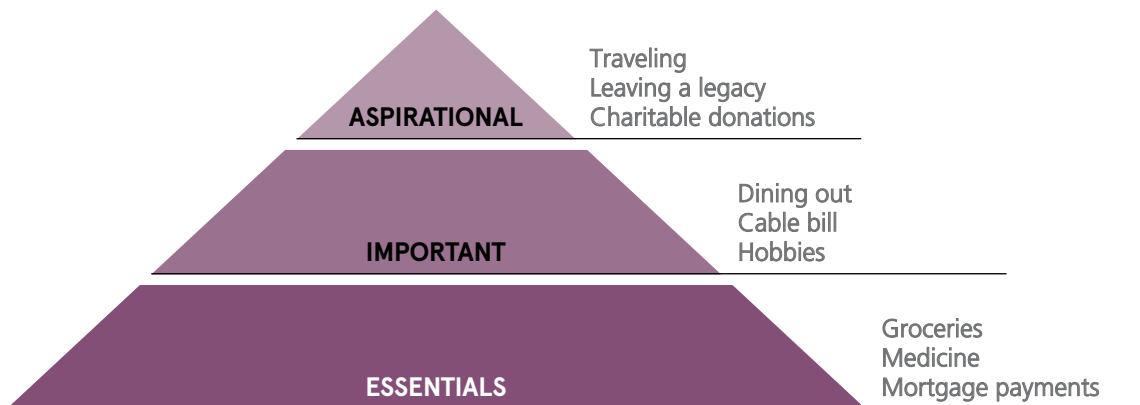 Traveling
Leaving a legacy
ASPIRATIONAL
Charitable donations
Dining out
Cable bill
IMPORTANT
Hobbies
Groceries
Medicine
ESSENTIALS
Mortgage payments